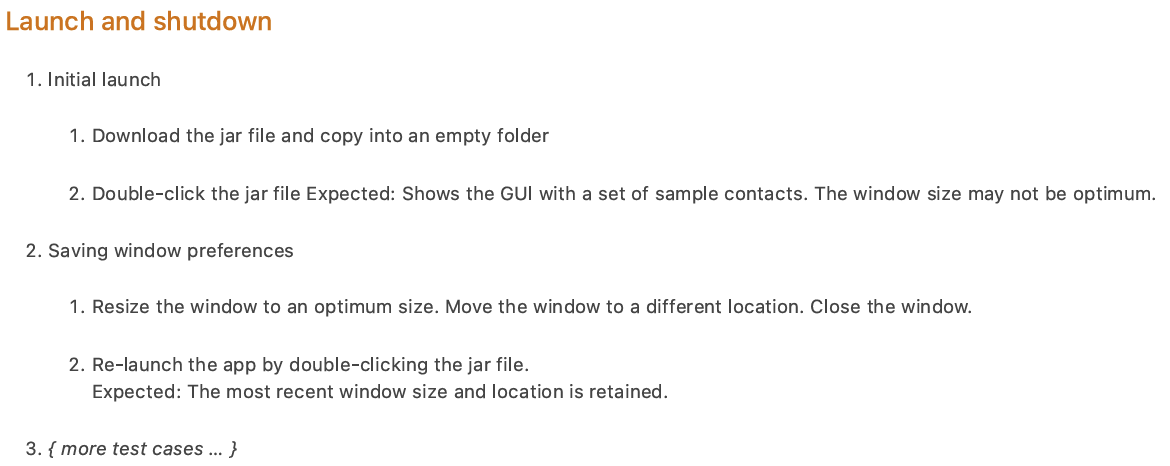 Launch and shutdown
1. Initial launch
1. Download the jar file and copy into an empty folder
2. Double-click the jar file Expected: Shows the GUI with a set of sample contacts. The window size may not be optimum.
2. Saving window preferences
1. Resize the window to an optimum size. Move the window to a different location. Close the window.
2. Re-launch the app by double-clicking the jar file.
Expected: The most recent window size and location is retained.
3. { more test cases … }